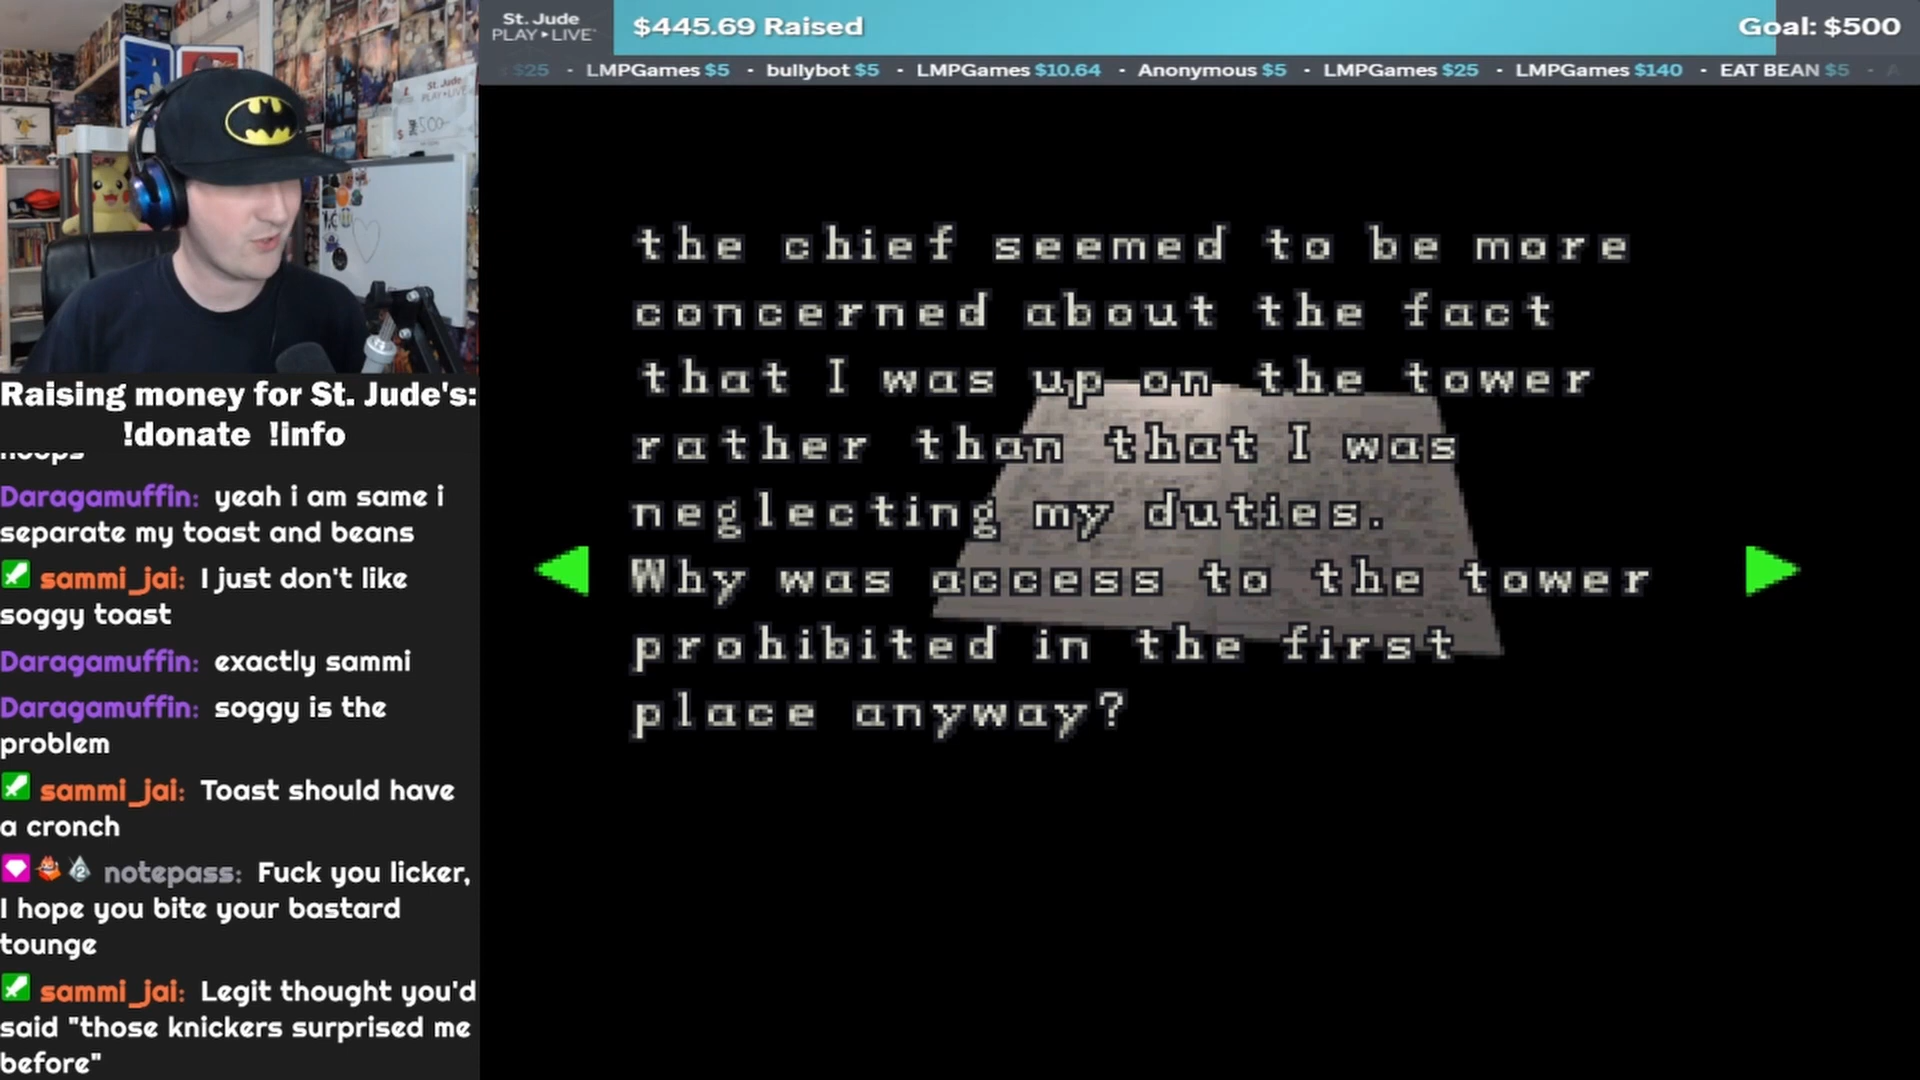 St. Jude
PLAY LIVE
$445.69 Raised
Goal: $500
$25 · LMPGames $5 · bullybot $5 · LMPGames $10.64 · Anonymous $5 · LMPGames $25 · LMPGames $140 · EAT BEAN $5 ·
St. Jude
PLAY LIVE
the chief seemed to be more
concerned about the fact
that I was up on the tower
rather than that I was
neglecting my duties.
Why was access to the tower
prohibited in the first
place anyway?
Raising money for St. Jude's:
!donate !info
hoops
Daragamuffin: yeah i am same i
separate my toast and beans
sammi_jai: I just don't like
soggy toast
Daragamuffin: exactly sammi
Daragamuffin: soggy is the
problem
sammi_jai: Toast should have
a cronch
notepass: Fuck you licker,
I hope you bite your bastard
tounge
sammi_jai: Legit thought you'd
said "those knickers surprised me
before"